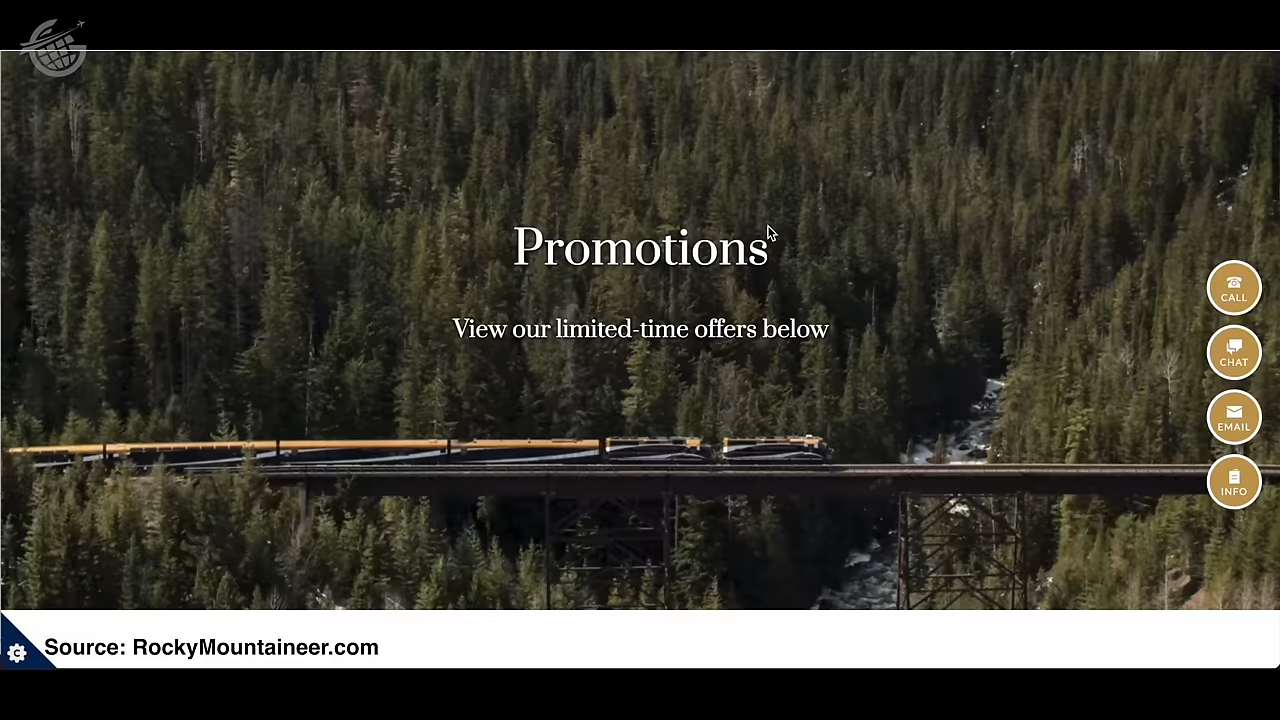 Promotions
View our limited-time offers below
CALL
CHAT
EMAIL
INFO
Source: RockyMountaineer.com